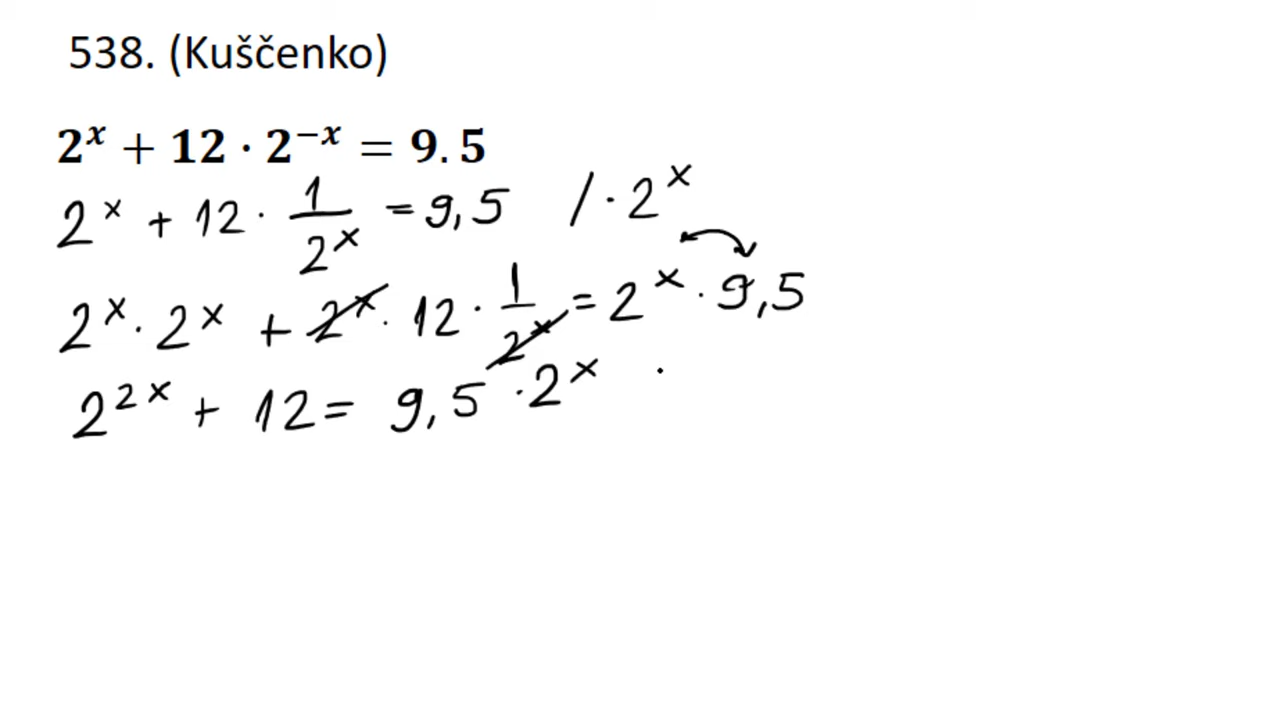 538. (Kuščenko)
2^x + 12 · 2^{−x} = 9.5
2^x + 12 · 1/2^x = 9,5 / · 2^x
2^x · 2^x + 2^x · 12 · 1/2^x = 2^x · 9,5
2^{2x} + 12 = 9,5 · 2^x